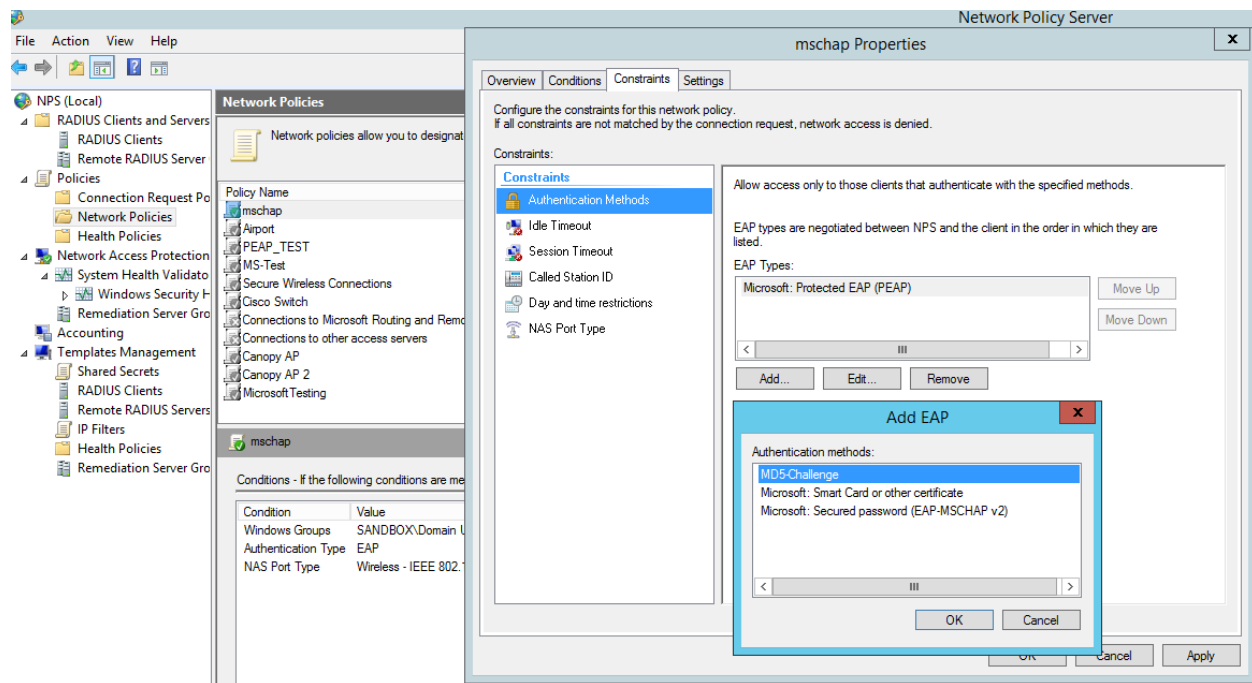 Network Policy Server
File Action View Help
NPS (Local)
RADIUS Clients and Servers
RADIUS Clients
Remote RADIUS Server
Policies
Connection Request Po
Network Policies
Health Policies
Network Access Protection
System Health Validato
Windows Security H
Remediation Server Gro
Accounting
Templates Management
Shared Secrets
RADIUS Clients
Remote RADIUS Servers
IP Filters
Health Policies
Remediation Server Gro
Network Policies
Network policies allow you to designat
Policy Name
mschap
Airport
PEAP_TEST
MS-Test
Secure Wireless Connections
Cisco Switch
Connections to Microsoft Routing and Remo
Connections to other access servers
Canopy AP
Canopy AP 2
MicrosoftTesting
mschap
Conditions - If the following conditions are me
Condition Value
Windows Groups SANDBOX\Domain U
Authentication Type EAP
NAS Port Type Wireless - IEEE 802.1
mschap Properties
x
Overview Conditions Constraints Settings
Configure the constraints for this network policy.
If all constraints are not matched by the connection request, network access is denied.
Constraints:
Constraints
Authentication Methods
Idle Timeout
Session Timeout
Called Station ID
Day and time restrictions
NAS Port Type
Allow access only to those clients that authenticate with the specified methods.
EAP types are negotiated between NPS and the client in the order in which they are
listed.
EAP Types:
Microsoft: Protected EAP (PEAP)
Move Up
Move Down
Add... Edit... Remove
Add EAP
x
Authentication methods:
MD5-Challenge
Microsoft: Smart Card or other certificate
Microsoft: Secured password (EAP-MSCHAP v2)
OK Cancel
OK Cancel Apply